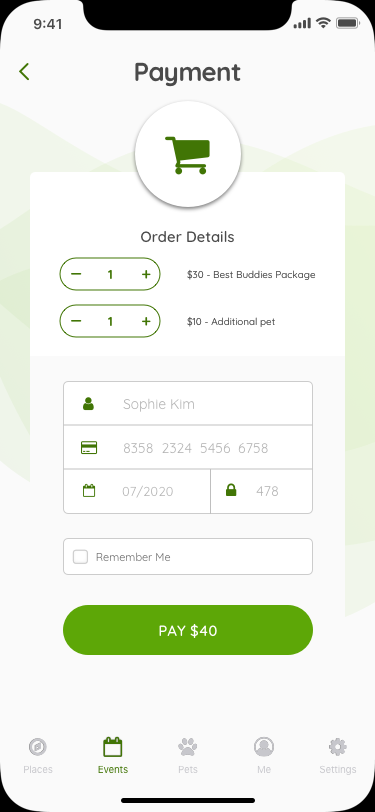 9:41
Payment
Order Details
− 1 + $30 - Best Buddies Package
− 1 + $10 - Additional pet
Sophie Kim
8358 2324 5456 6758
07/2020 478
Remember Me
PAY $40
Places Events Pets Me Settings